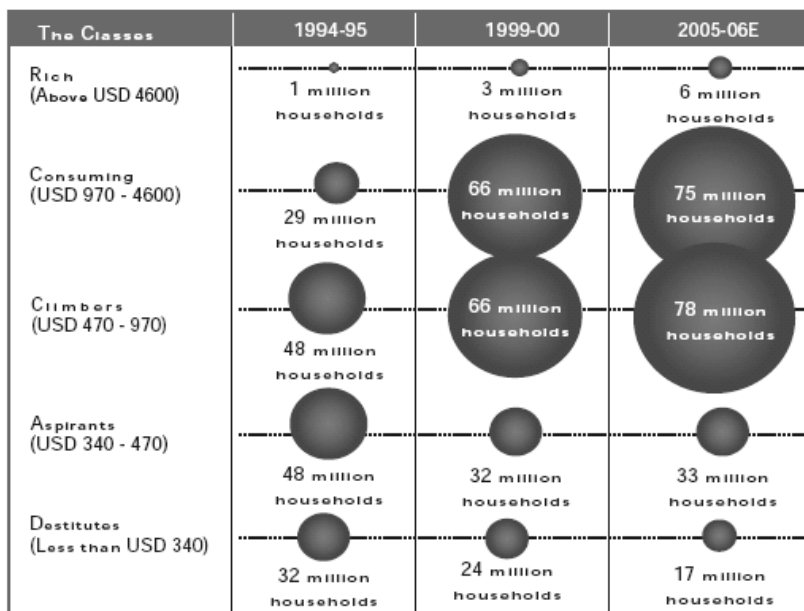 The Classes 1994-95 1999-00 2005-06E
Rich
(Above USD 4600)
1 million
households
3 million
households
6 million
households
Consuming
(USD 970 - 4600)
29 million
households
66 million
households
75 million
households
Climbers
(USD 470 - 970)
48 million
households
66 million
households
78 million
households
Aspirants
(USD 340 - 470)
48 million
households
32 million
households
33 million
households
Destitutes
(Less than USD 340)
32 million
households
24 million
households
17 million
households